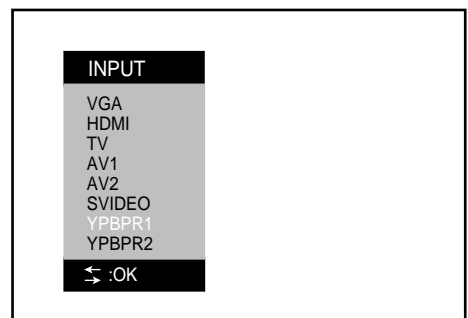 INPUT
VGA
HDMI
TV
AV1
AV2
SVIDEO
YPBPR1
YPBPR2
:OK